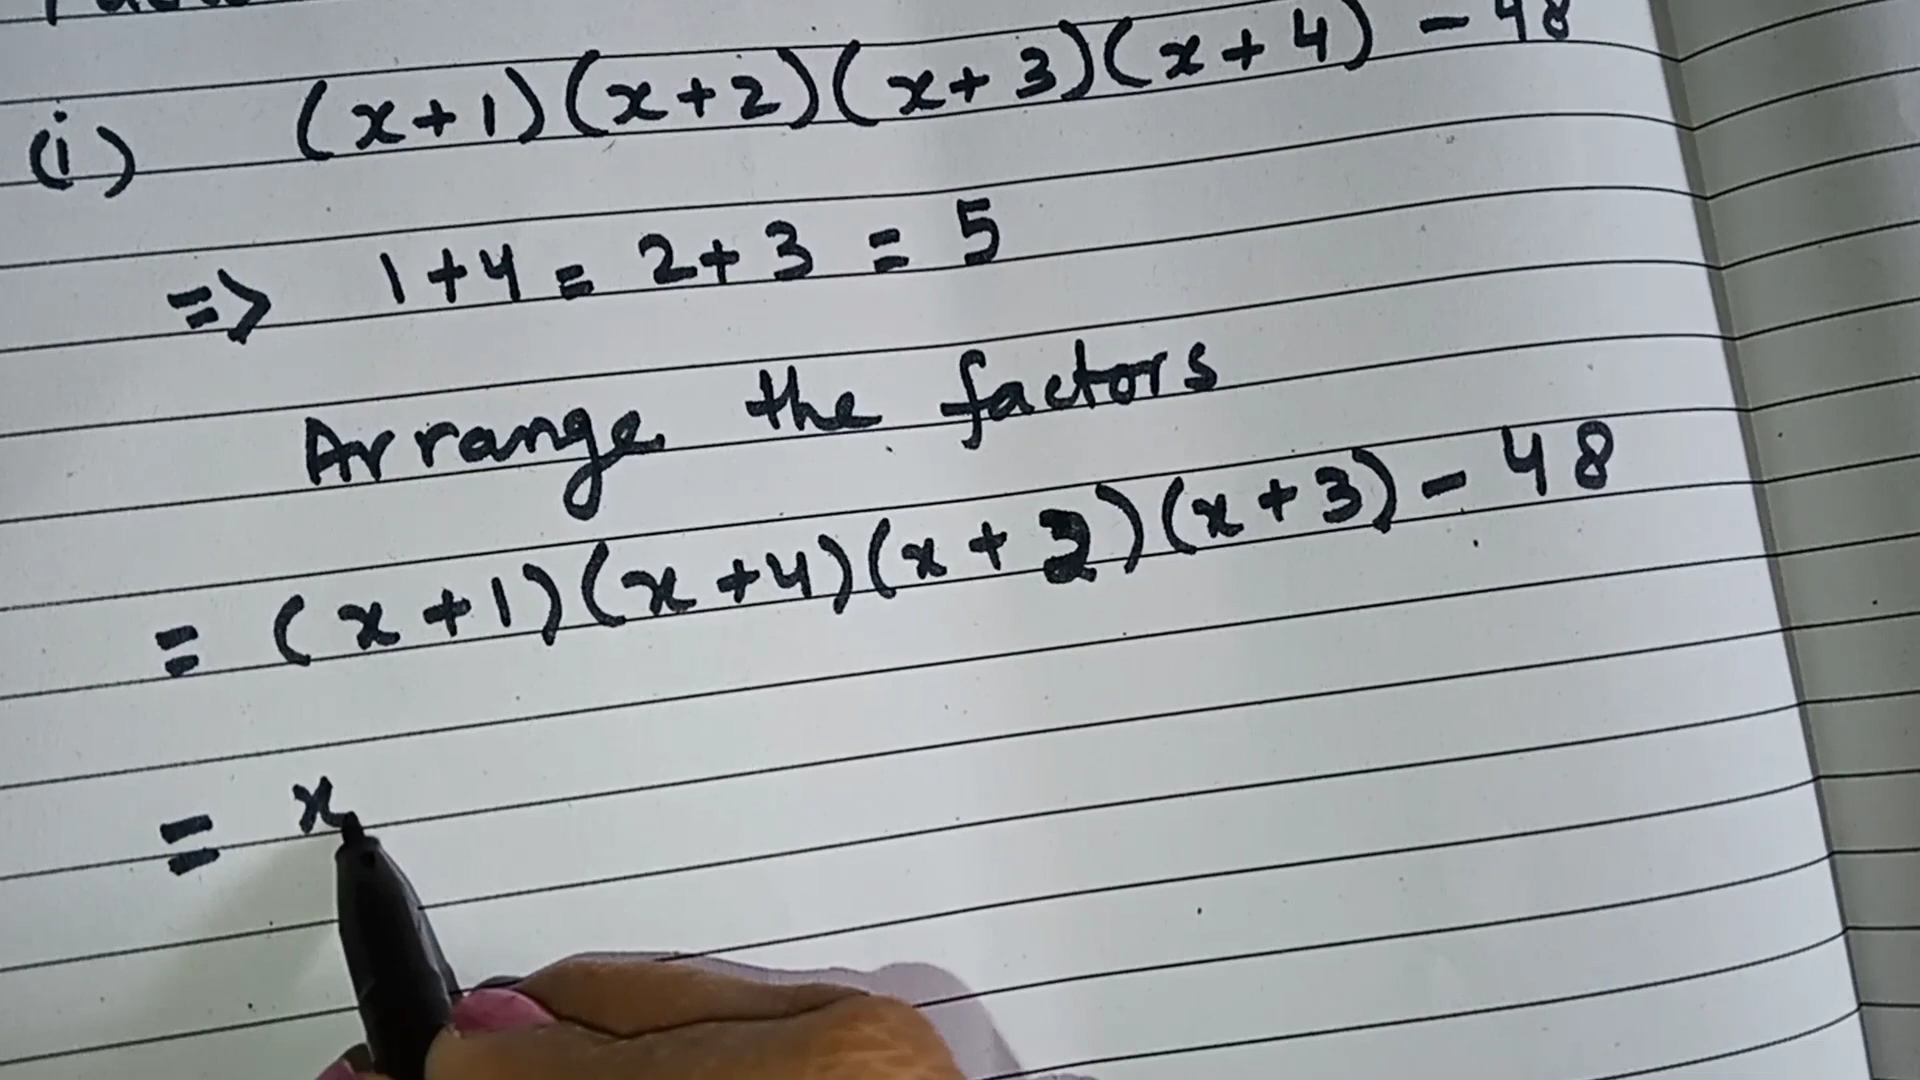 (i) (x+1)(x+2)(x+3)(x+4) - 48
=> 1+4 = 2+3 = 5
Arrange the factors
= (x+1)(x+4)(x+2)(x+3) - 48
= x